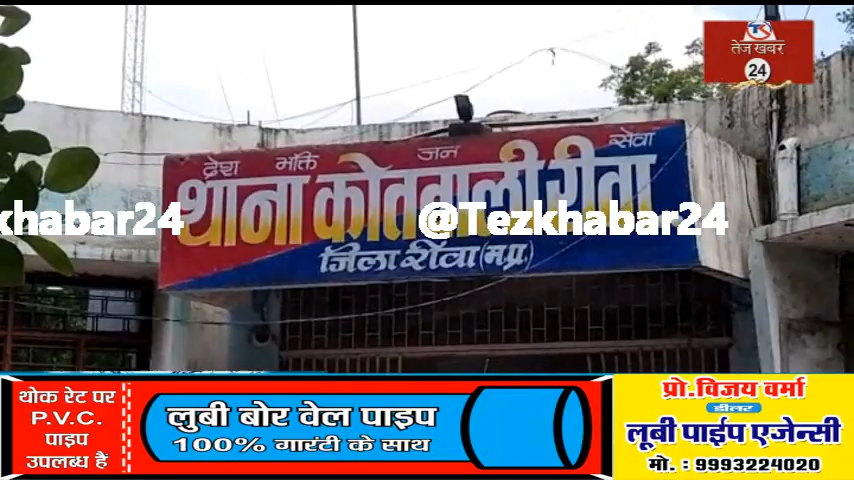 तेज खबर
24
देश भक्ति जन सेवा
थाना कोतवाली रीवा
khabar24 @Tezkhabar24
जिला रीवा (म.प्र.)
थोक रेट पर
P.V.C.
पाइप
उपलब्ध हैं
लुबी बोर वेल पाइप
100% गारंटी के साथ
प्रो.विजय वर्मा
डीलर
लूबी पाईप एजेन्सी
मो. : 9993224020